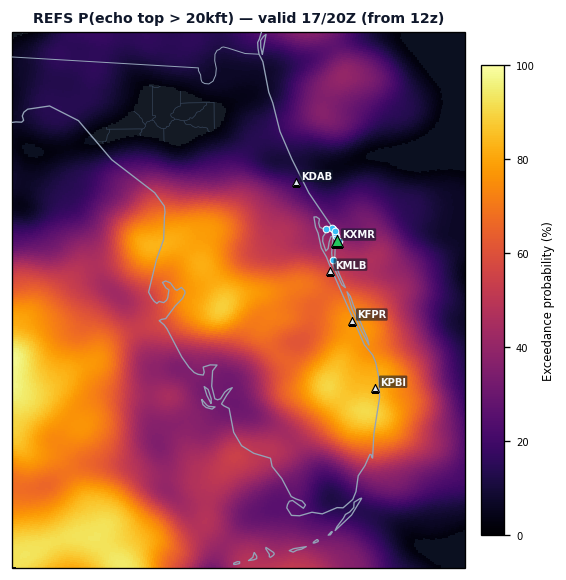 REFS P(echo top > 20kft) — valid 17/20Z (from 12z)
KDAB
KXMR
KMLB
KFPR
KPBI
100
80
60
40
20
0
Exceedance probability (%)